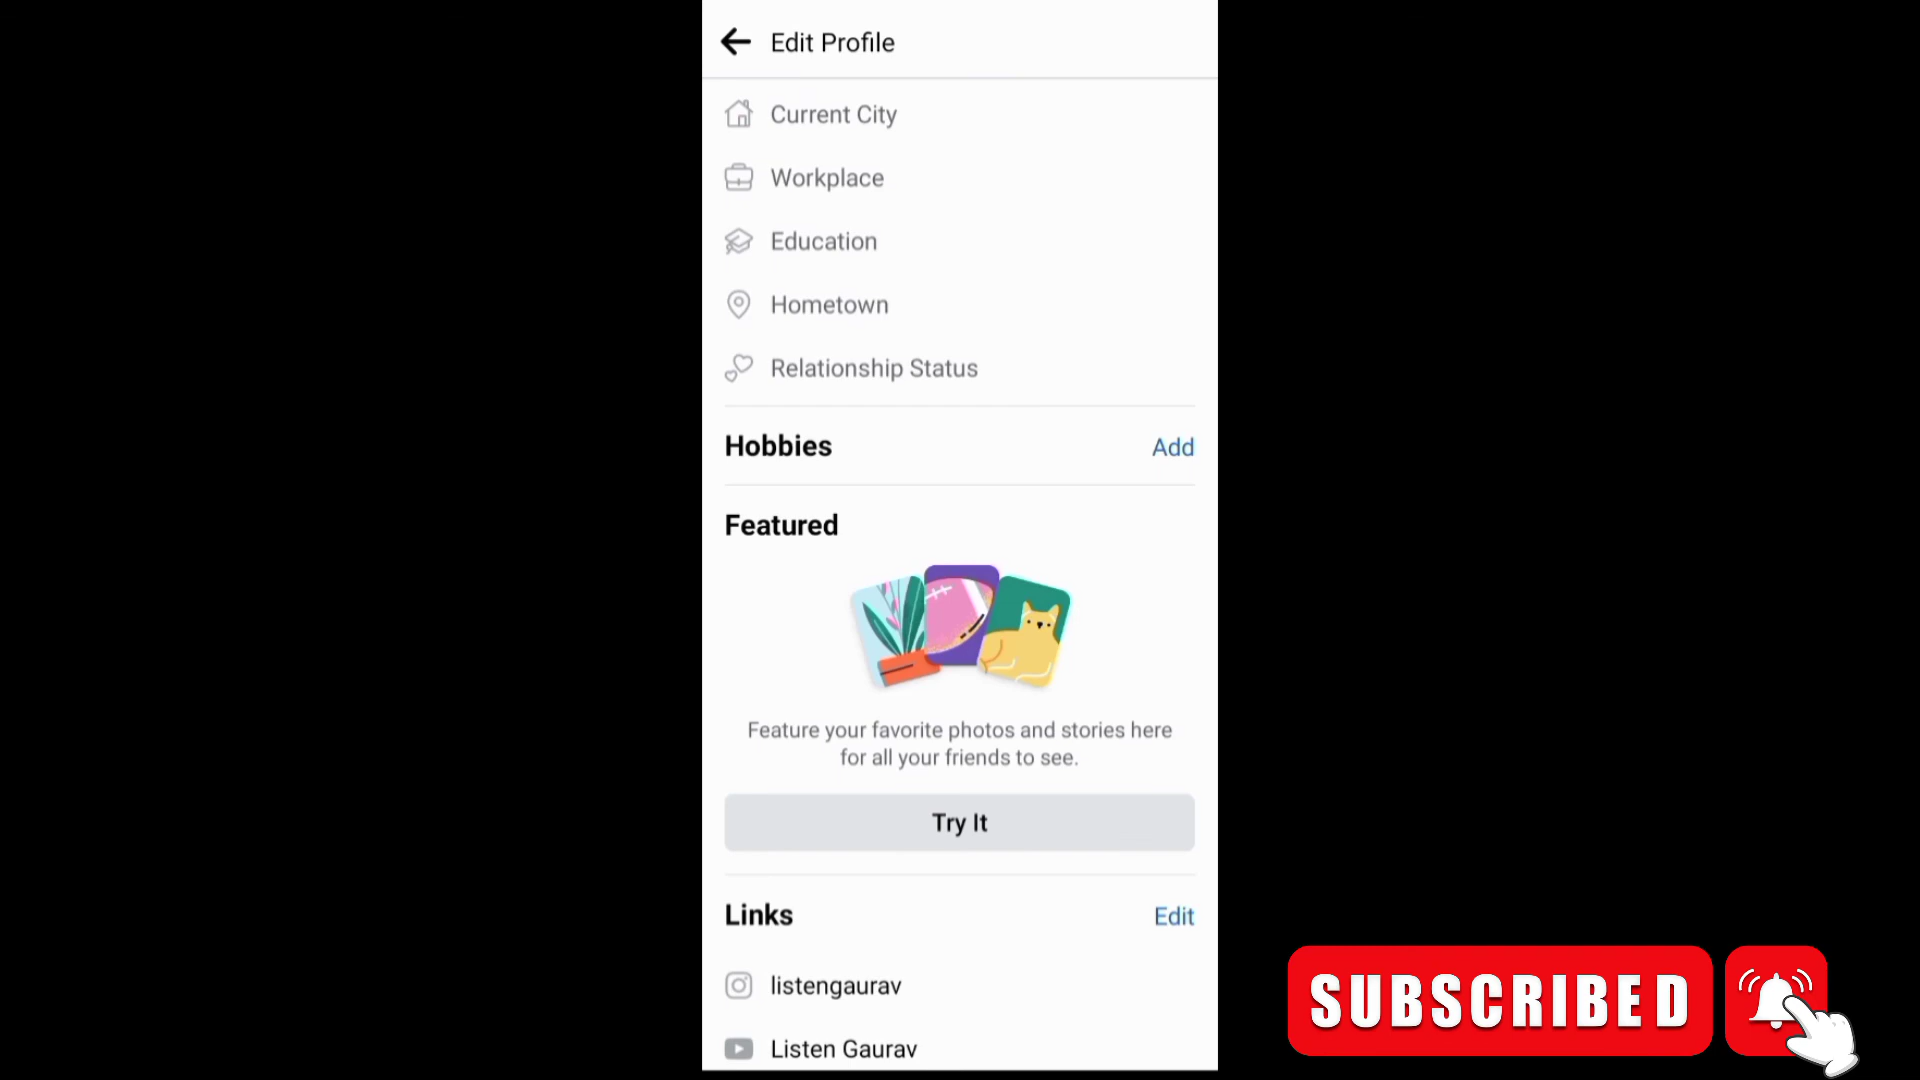 Edit Profile
Current City
Workplace
Education
Hometown
Relationship Status
Hobbies
Add
Featured
Feature your favorite photos and stories here
for all your friends to see.
Try It
Links
Edit
listengaurav
Listen Gaurav
SUBSCRIBED